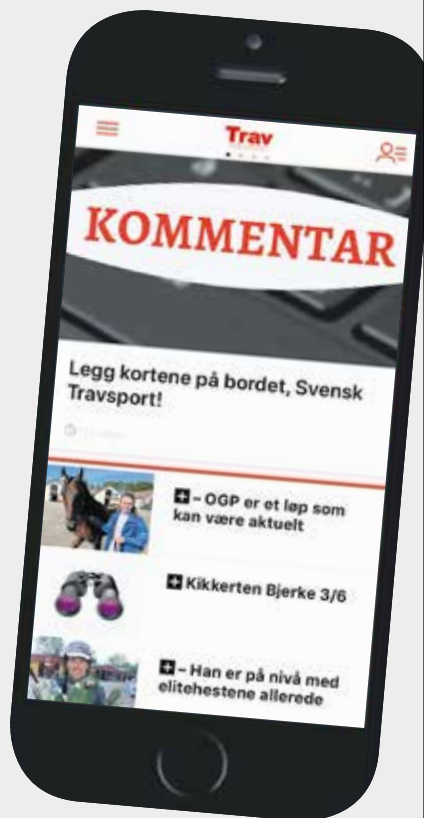 Trav
KOMMENTAR
Legg kortene på bordet, Svensk
Travsport!
– OGP er et løp som
kan være aktuelt
Kikkerten Bjerke 3/6
– Han er på nivå med
elitehestene allerede